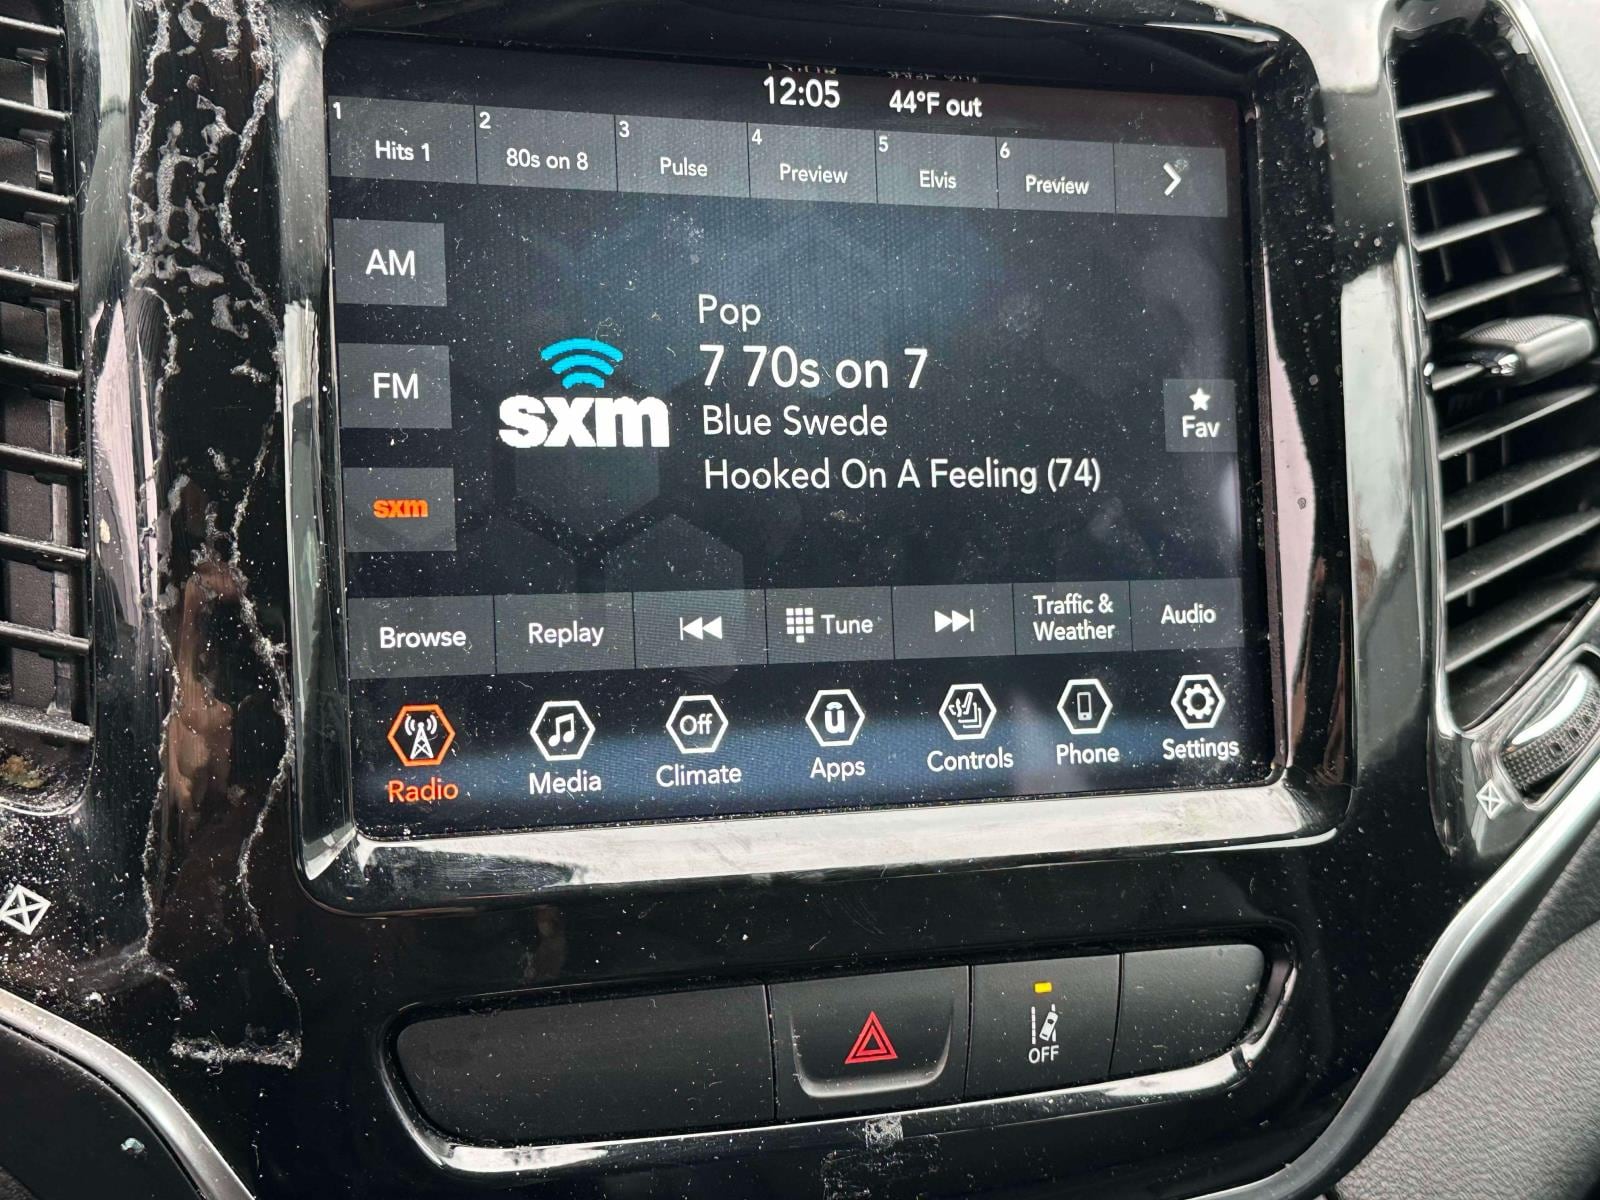 12:05 44°F out
1 Hits 1
2 80s on 8
3 Pulse
4 Preview
5 Elvis
6 Preview
AM
FM
sxm
sxm
Pop
7 70s on 7
Blue Swede
Hooked On A Feeling (74)
Fav
Browse
Replay
Tune
Traffic &
Weather
Audio
Radio
Media
Off
Climate
ú
Apps
Controls
Phone
Settings
OFF